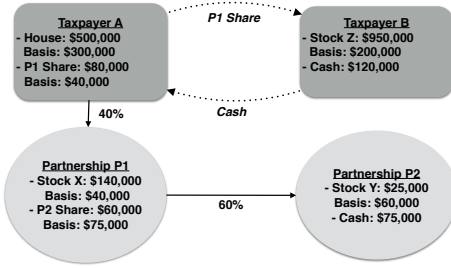 Taxpayer A
- House: $500,000
Basis: $300,000
- P1 Share: $80,000
Basis: $40,000
P1 Share
Taxpayer B
- Stock Z: $950,000
Basis: $200,000
- Cash: $120,000
Cash
40%
Partnership P1
- Stock X: $140,000
Basis: $40,000
- P2 Share: $60,000
Basis: $75,000
60%
Partnership P2
- Stock Y: $25,000
Basis: $60,000
- Cash: $75,000